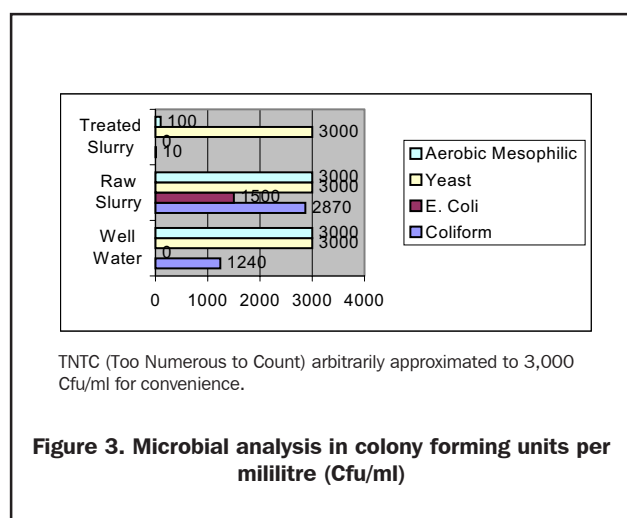 Treated
Slurry
100
3000
0
10
Raw
Slurry
3000
3000
1500
2870
Well
Water
3000
3000
0
1240
0 1000 2000 3000 4000
Aerobic Mesophilic
Yeast
E. Coli
Coliform
TNTC (Too Numerous to Count) arbitrarily approximated to 3,000
Cfu/ml for convenience.
Figure 3. Microbial analysis in colony forming units per
mililitre (Cfu/ml)